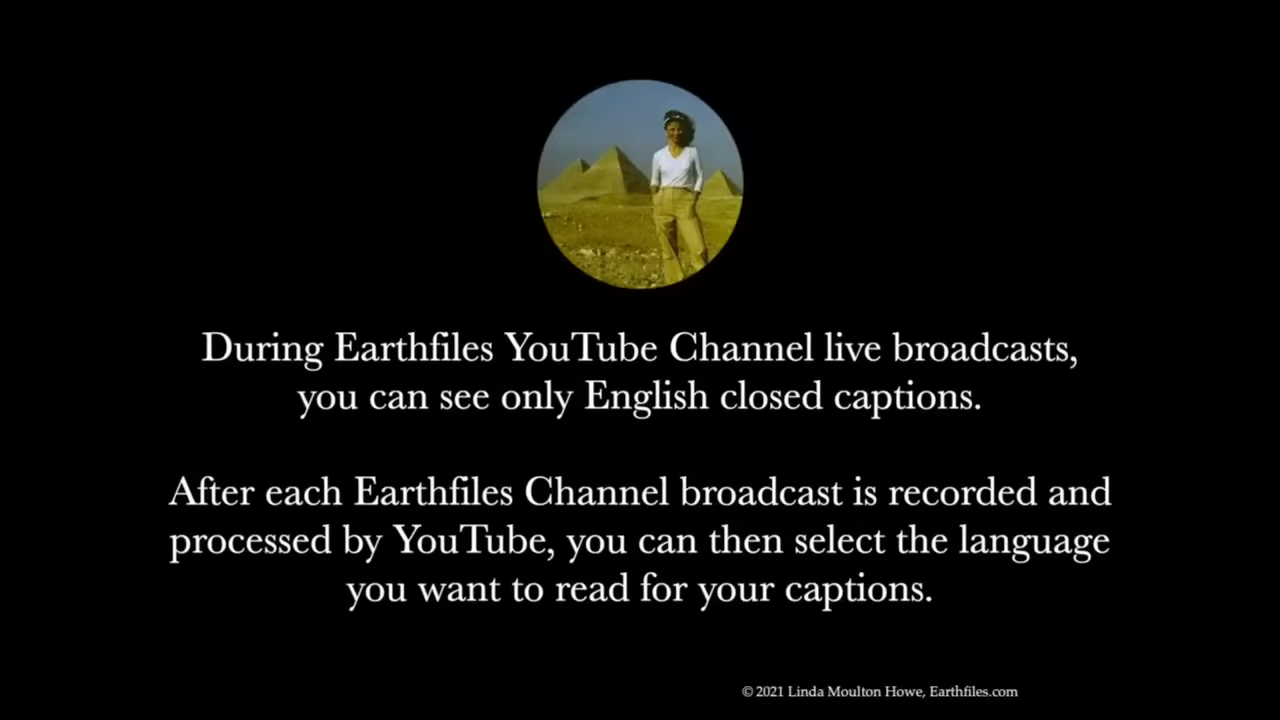 During Earthfiles YouTube Channel live broadcasts,
you can see only English closed captions.
After each Earthfiles Channel broadcast is recorded and
processed by YouTube, you can then select the language
you want to read for your captions.
© 2021 Linda Moulton Howe, Earthfiles.com